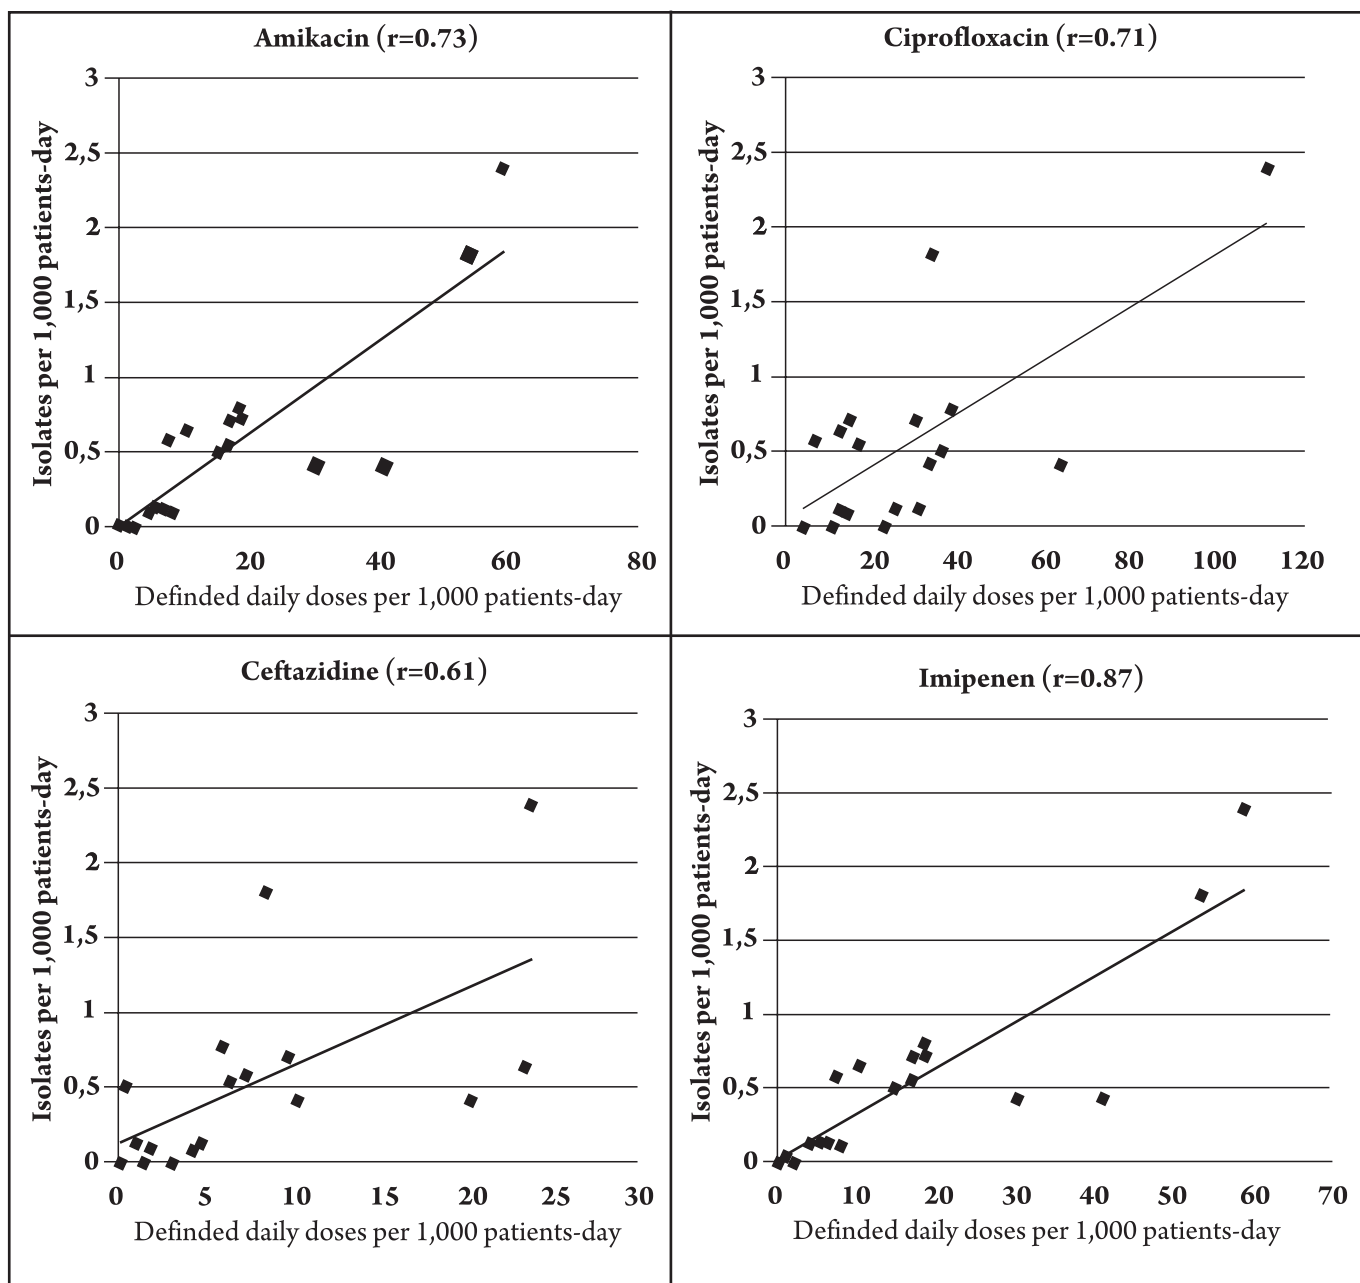 Amikacin (r=0.73)
Isolates per 1,000 patients-day
3
2,5
2
1,5
1
0,5
0
0 20 40 60 80
Definded daily doses per 1,000 patients-day
Ciprofloxacin (r=0.71)
Isolates per 1,000 patients-day
3
2,5
2
1,5
1
0,5
0
0 20 40 60 80 100 120
Definded daily doses per 1,000 patients-day
Ceftazidine (r=0.61)
Isolates per 1,000 patients-day
3
2,5
2
1,5
1
0,5
0
0 5 10 15 20 25 30
Definded daily doses per 1,000 patients-day
Imipenen (r=0.87)
Isolates per 1,000 patients-day
3
2,5
2
1,5
1
0,5
0
0 10 20 30 40 50 60 70
Definded daily doses per 1,000 patients-day